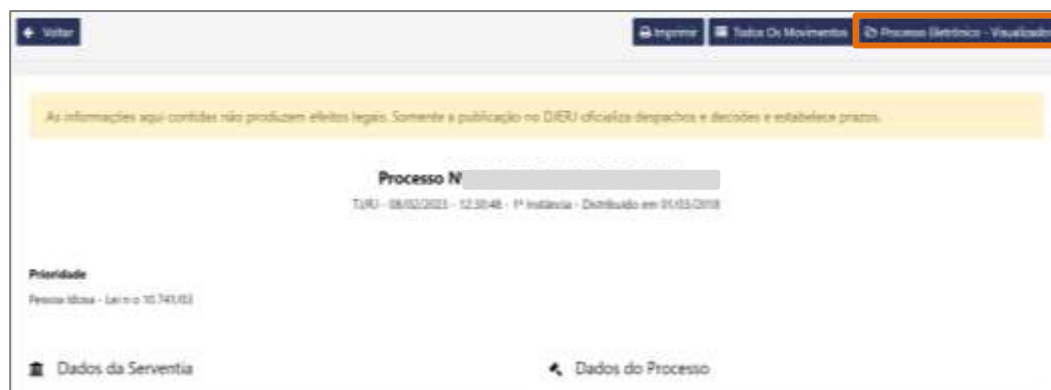 Voltar
Imprimir
Todos Os Movimentos
Processo Eletrônico - Visualizador
As informações aqui contidas não produzem efeitos legais. Somente a publicação no DJERJ oficializa despachos e decisões e estabelece prazos.
Processo Nº
TJ/RJ - 08/02/2023 - 12:30:48 - 1ª Instância - Distribuído em 01/03/2018
Prioridade
Pessoa Idosa - Lei n o 10.741/03
Dados da Serventia
Dados do Processo